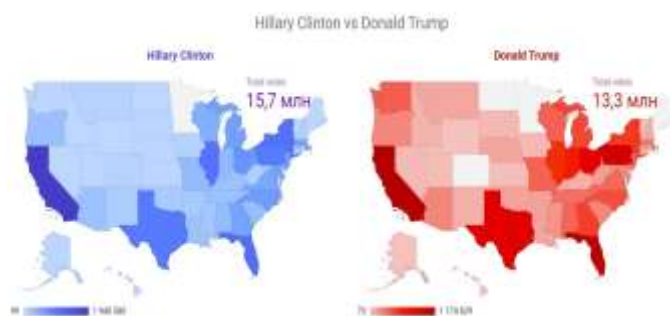 Hillary Clinton vs Donald Trump
Hillary Clinton
Total votes
15,7 млн
Donald Trump
Total votes
13,3 млн